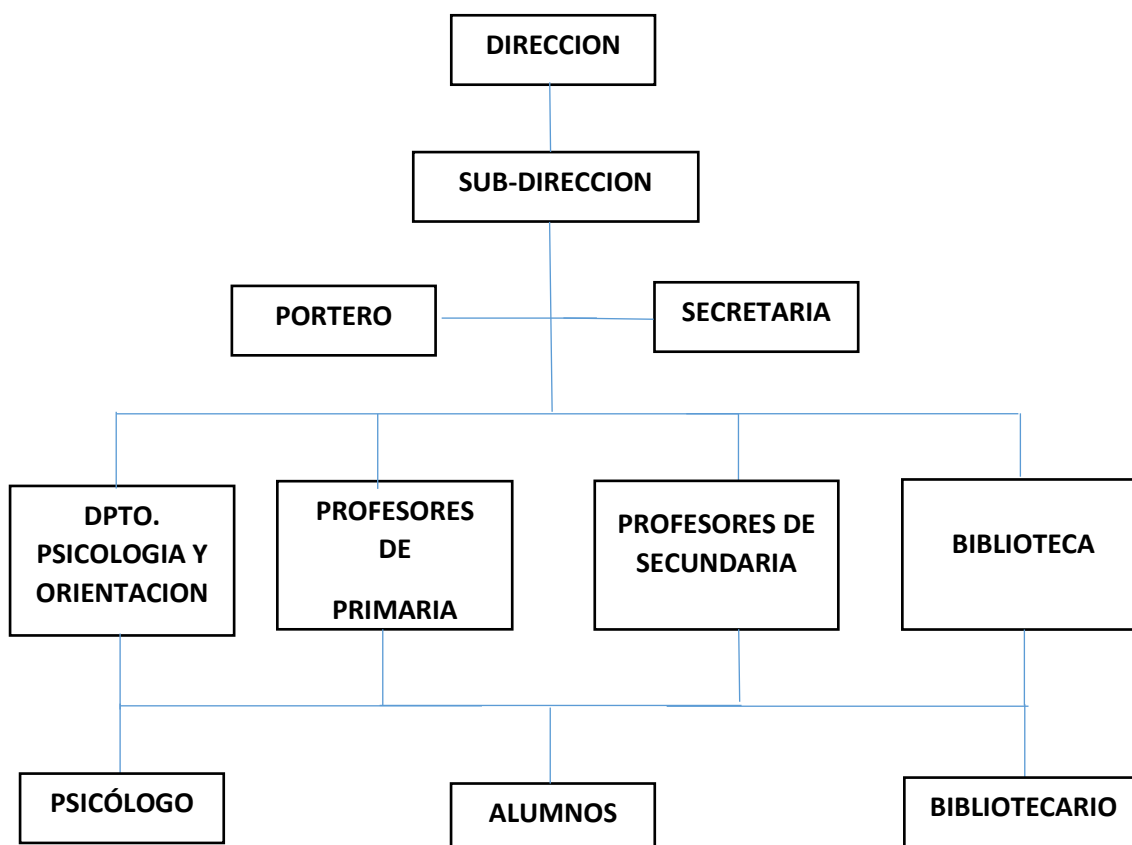 DIRECCION
SUB-DIRECCION
PORTERO
SECRETARIA
DPTO.
PSICOLOGIA Y
ORIENTACION
PROFESORES
DE
PRIMARIA
PROFESORES DE
SECUNDARIA
BIBLIOTECA
PSICÓLOGO
ALUMNOS
BIBLIOTECARIO